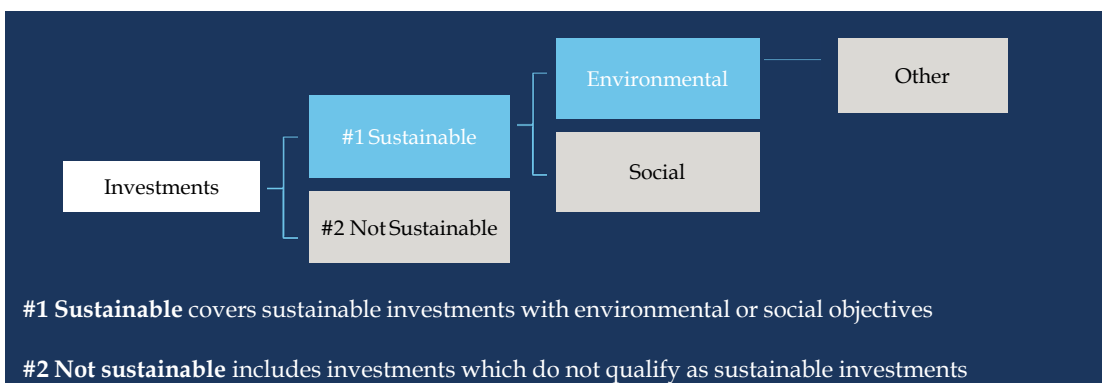 Environmental
Other
#1 Sustainable
Social
Investments
#2 Not Sustainable
#1 Sustainable covers sustainable investments with environmental or social objectives
#2 Not sustainable includes investments which do not qualify as sustainable investments